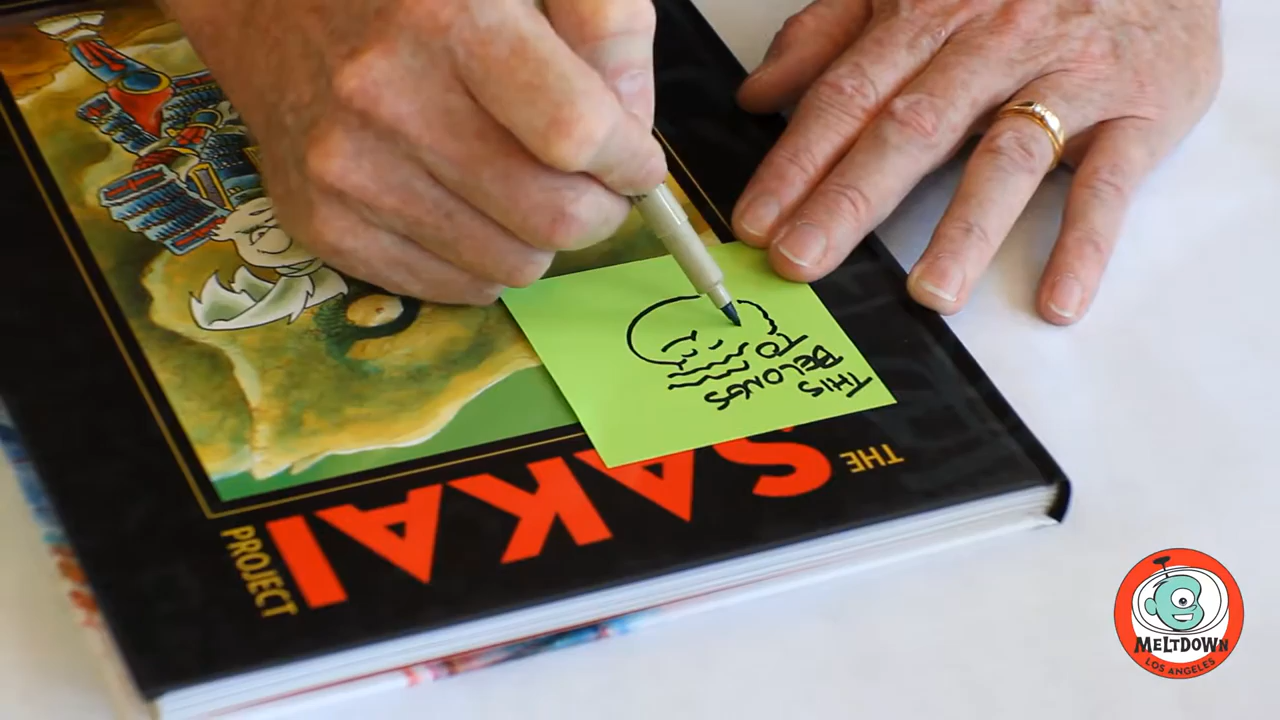 THIS
BELONGS
TO
THE
SAKAI
PROJECT
MELTDOWN
LOS ANGELES